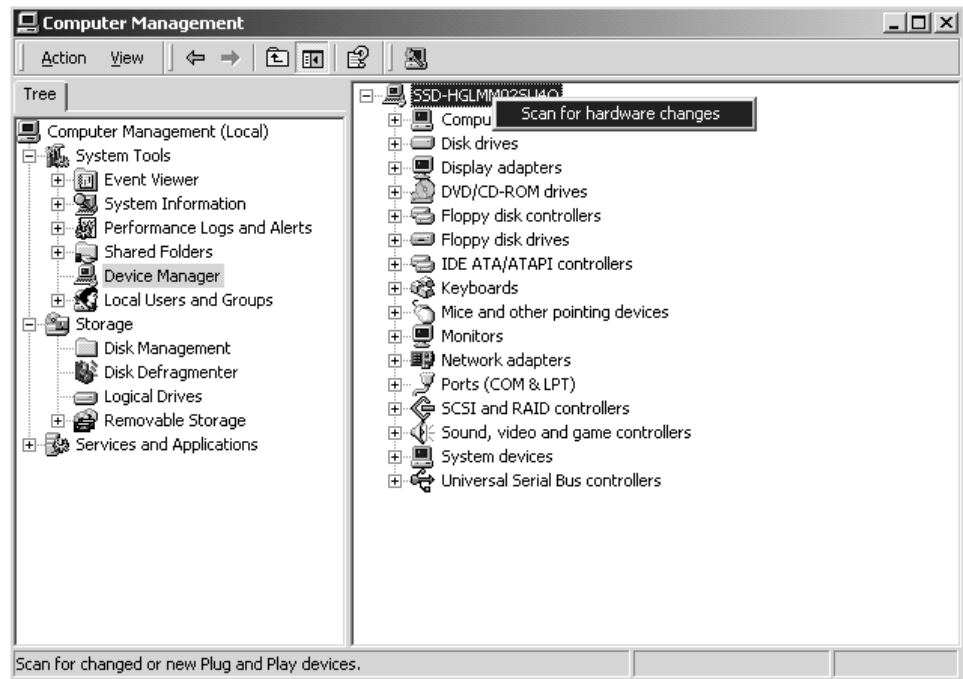 Computer Management
Action View
Tree
Computer Management (Local)
System Tools
Event Viewer
System Information
Performance Logs and Alerts
Shared Folders
Device Manager
Local Users and Groups
Storage
Disk Management
Disk Defragmenter
Logical Drives
Removable Storage
Services and Applications
Scan for hardware changes
Disk drives
Display adapters
DVD/CD-ROM drives
Floppy disk controllers
Floppy disk drives
IDE ATA/ATAPI controllers
Keyboards
Mice and other pointing devices
Monitors
Network adapters
Ports (COM & LPT)
SCSI and RAID controllers
Sound, video and game controllers
System devices
Universal Serial Bus controllers
Scan for changed or new Plug and Play devices.